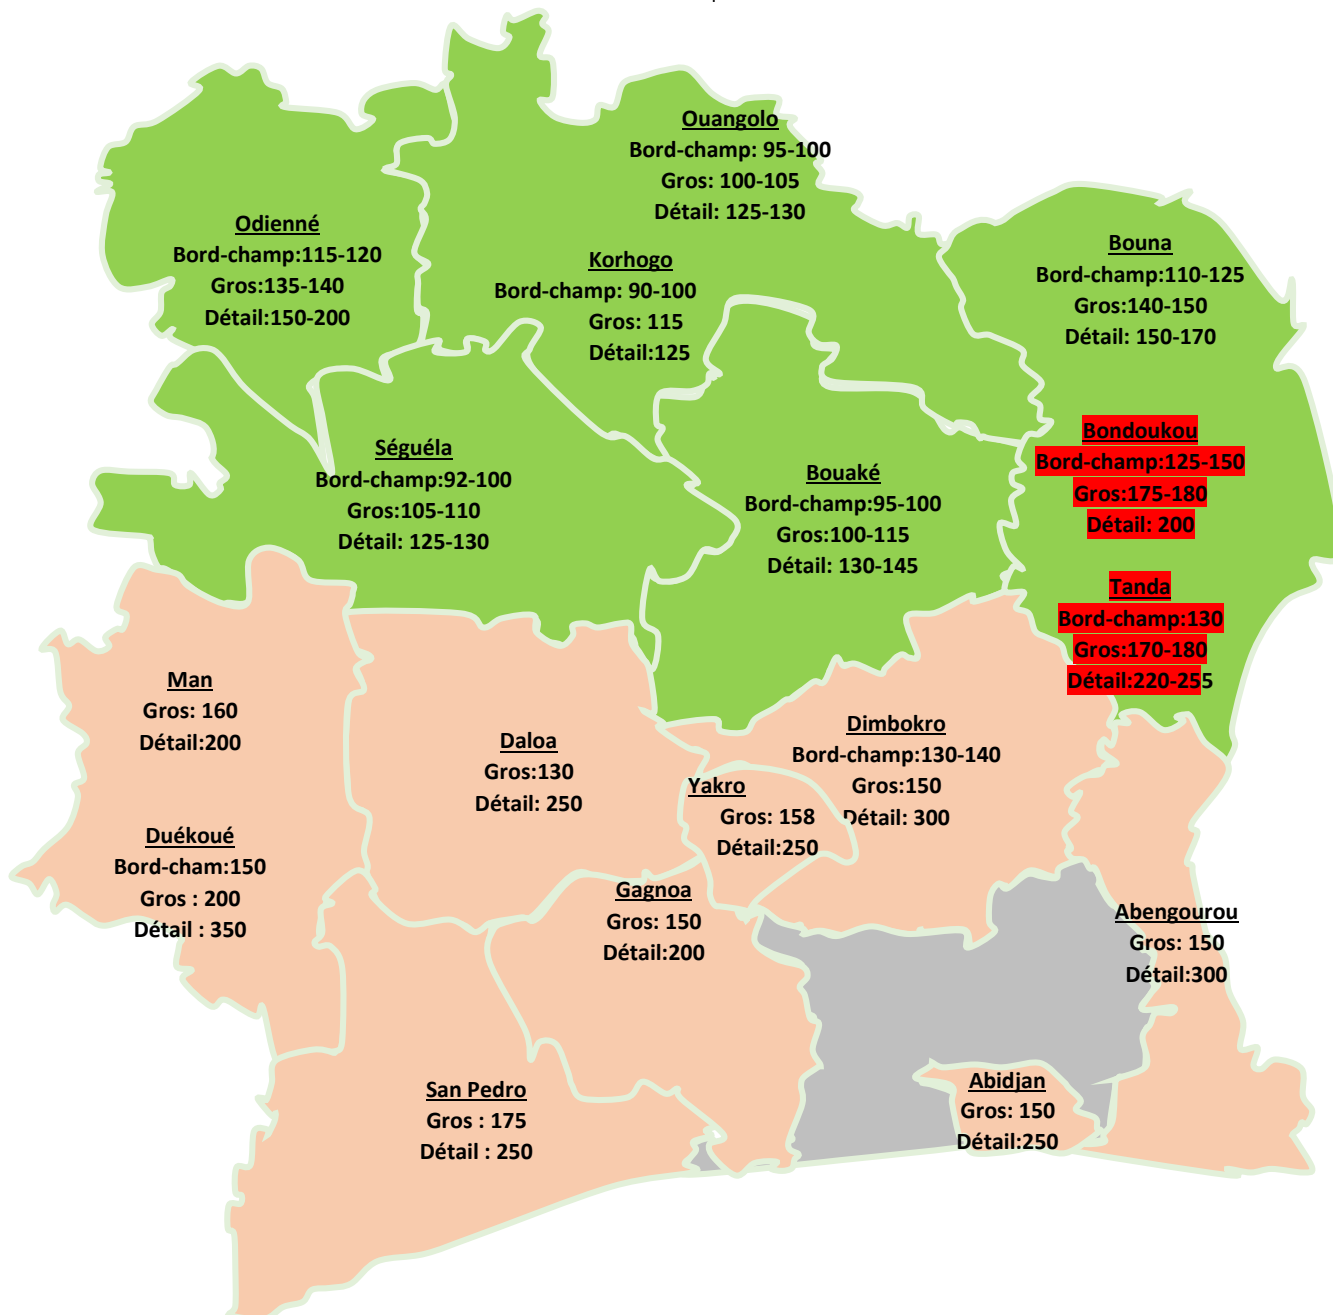 Ouangolo
Bord-champ: 95-100
Gros: 100-105
Détail: 125-130
Odienné
Bord-champ:115-120
Gros:135-140
Détail:150-200
Korhogo
Bord-champ: 90-100
Gros: 115
Détail:125
Bouna
Bord-champ:110-125
Gros:140-150
Détail: 150-170
Séguéla
Bord-champ:92-100
Gros:105-110
Détail: 125-130
Bouaké
Bord-champ:95-100
Gros:100-115
Détail: 130-145
Bondoukou
Bord-champ:125-150
Gros:175-180
Détail: 200
Tanda
Bord-champ:130
Gros:170-180
Détail:220-255
Man
Gros: 160
Détail:200
Daloa
Gros:130
Détail: 250
Yakro
Gros: 158
Détail:250
Dimbokro
Bord-champ:130-140
Gros:150
Détail: 300
Duékoué
Bord-cham:150
Gros : 200
Détail : 350
Gagnoa
Gros: 150
Détail:200
Abengourou
Gros: 150
Détail:300
San Pedro
Gros : 175
Détail : 250
Abidjan
Gros: 150
Détail:250